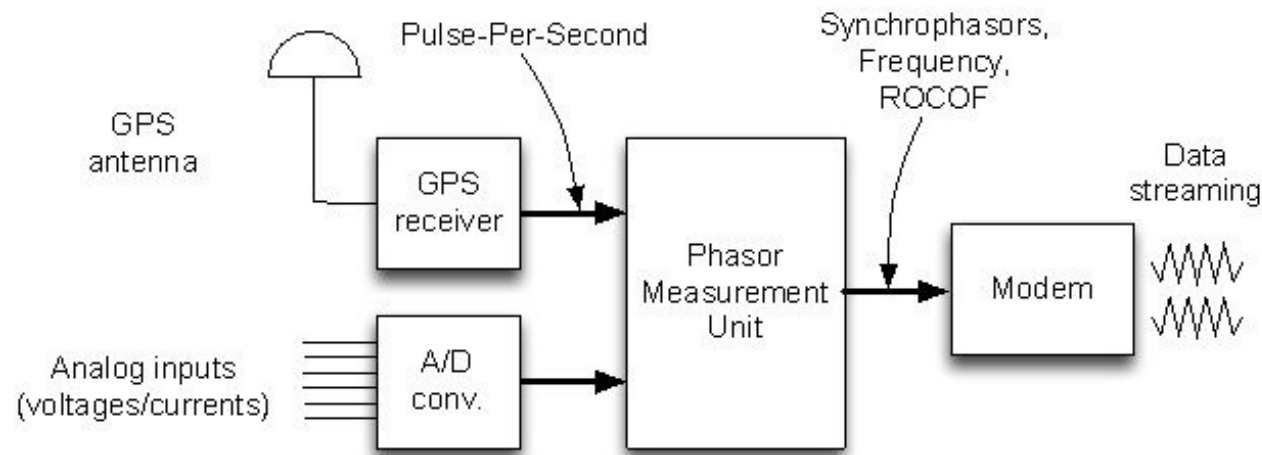 Pulse-Per-Second
Synchrophasors,
Frequency,
ROCOF
GPS
antenna
GPS
receiver
Data
streaming
Phasor
Measurement
Unit
Modem
Analog inputs
(voltages/currents)
A/D
conv.